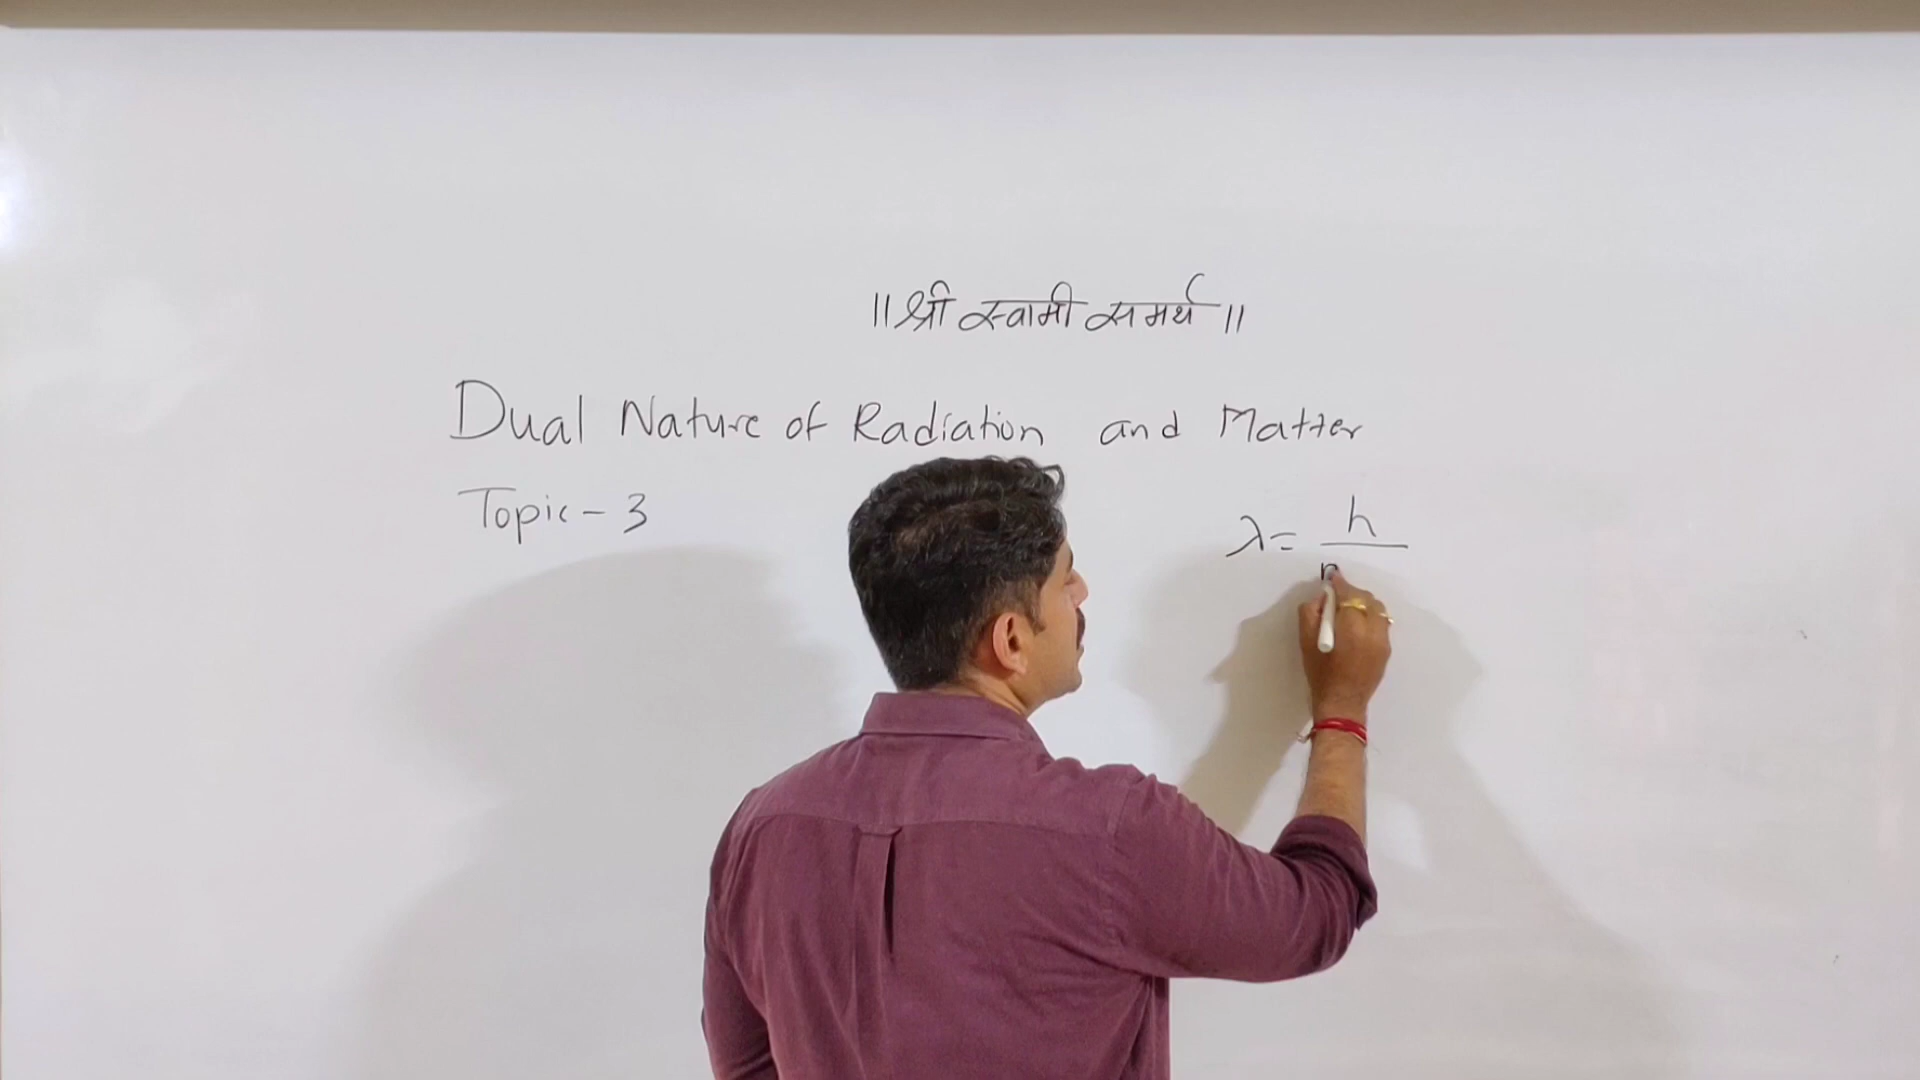 ॥ श्री स्वामी समर्थ ॥
Dual Nature of Radiation and Matter
Topic - 3
λ = h